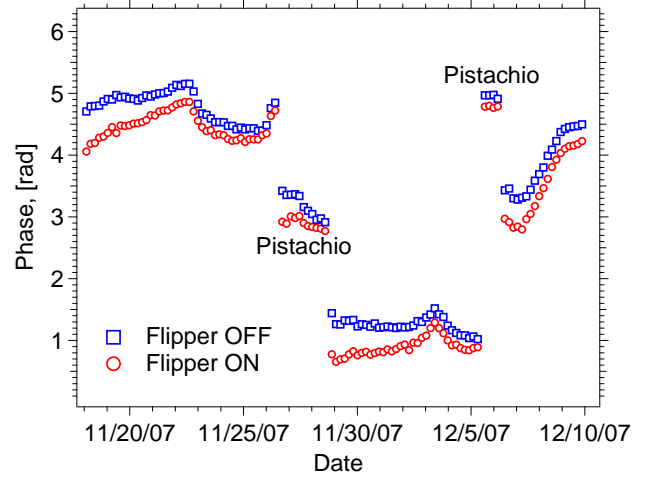 6
Pistachio
5
4
Phase, [rad]
3
Pistachio
2
Flipper OFF
1
Flipper ON
11/20/07 11/25/07 11/30/07 12/5/07 12/10/07
Date